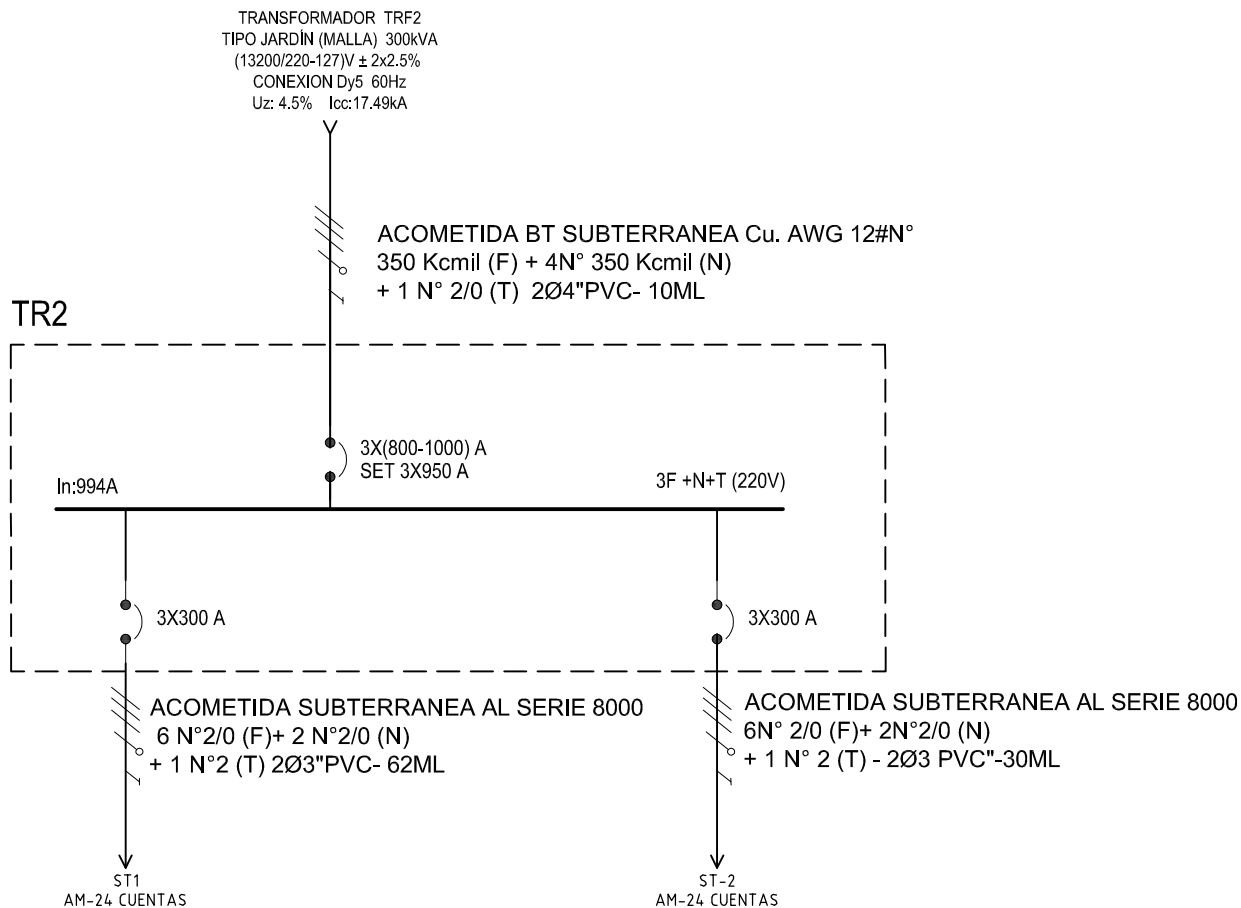 TRANSFORMADOR TRF2
TIPO JARDÍN (MALLA) 300kVA
(13200/220-127)V ± 2x2.5%
CONEXION Dy5 60Hz
Uz: 4.5% Icc:17.49kA
ACOMETIDA BT SUBTERRANEA Cu. AWG 12#N°
350 Kcmil (F) + 4N° 350 Kcmil (N)
+ 1 N° 2/0 (T) 2Ø4"PVC- 10ML
TR2
3X(800-1000) A
SET 3X950 A
In:994A
3F +N+T (220V)
3X300 A
3X300 A
ACOMETIDA SUBTERRANEA AL SERIE 8000
6 N°2/0 (F)+ 2 N°2/0 (N)
+ 1 N°2 (T) 2Ø3"PVC- 62ML
ACOMETIDA SUBTERRANEA AL SERIE 8000
6N° 2/0 (F)+ 2N°2/0 (N)
+ 1 N° 2 (T) - 2Ø3 PVC"-30ML
ST1
AM-24 CUENTAS
ST-2
AM-24 CUENTAS